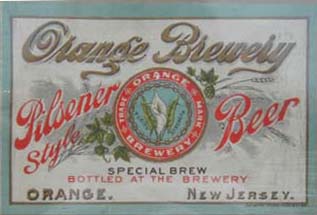 Orange Brewery
Pilsener
Style
TRADE ORANGE MARK
BREWERY
Beer
SPECIAL BREW
BOTTLED AT THE BREWERY
ORANGE. NEW JERSEY.